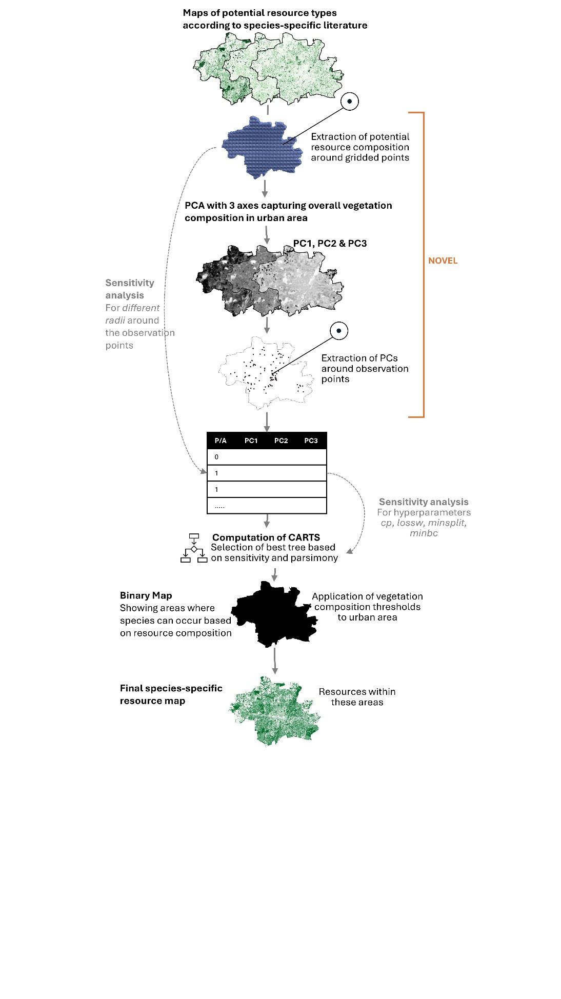 Maps of potential resource types
according to species-specific literature
Extraction of potential
resource composition
around gridded points
PCA with 3 axes capturing overall vegetation
composition in urban area
PC1, PC2 & PC3
NOVEL
Sensitivity
analysis
For different
radii around
the observation
points
Extraction of PCs
around observation
points
P/A PC1 PC2 PC3
0
1
1
.....
Sensitivity analysis
For hyperparameters
cp, lossw, minsplit,
minbc
Computation of CARTS
Selection of best tree based
on sensitivity and parsimony
Binary Map
Showing areas where
species can occur based
on resource composition
Application of vegetation
composition thresholds
to urban area
Final species-specific
resource map
Resources within
these areas